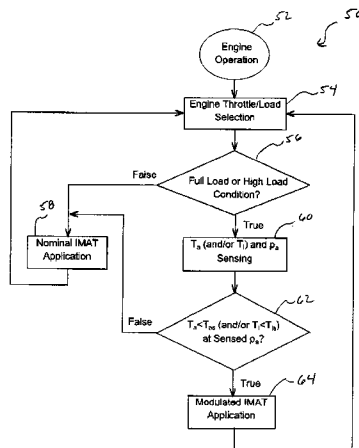 50
52
Engine
Operation
54
Engine Throttle/Load
Selection
56
False
Full Load or High Load
Condition?
58
True
60
Nominal IMAT
Application
Ta (and/or Ti) and pa
Sensing
62
False
Ta<Tns (and/or Ti<Tis)
at Sensed pa?
True
64
Modulated IMAT
Application